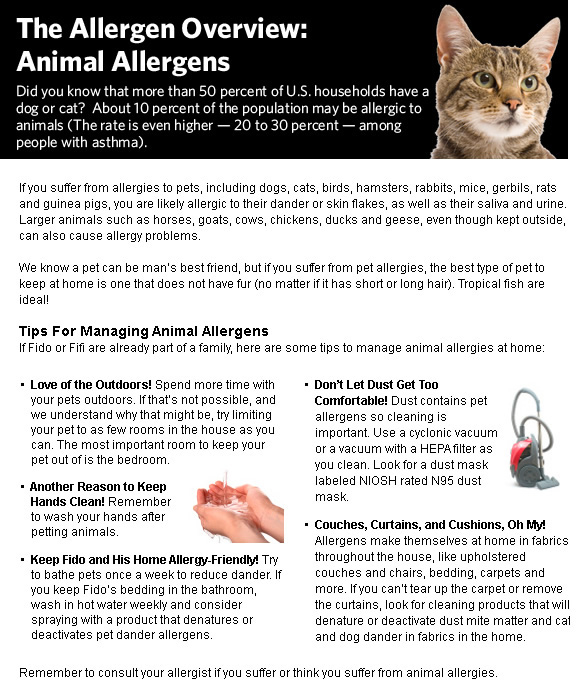 The Allergen Overview:
Animal Allergens
Did you know that more than 50 percent of U.S. households have a
dog or cat?  About 10 percent of the population may be allergic to
animals (The rate is even higher — 20 to 30 percent — among
people with asthma).
If you suffer from allergies to pets, including dogs, cats, birds, hamsters, rabbits, mice, gerbils, rats
and guinea pigs, you are likely allergic to their dander or skin flakes, as well as their saliva and urine.
Larger animals such as horses, goats, cows, chickens, ducks and geese, even though kept outside,
can also cause allergy problems.
We know a pet can be man's best friend, but if you suffer from pet allergies, the best type of pet to
keep at home is one that does not have fur (no matter if it has short or long hair). Tropical fish are
ideal!
Tips For Managing Animal Allergens
If Fido or Fifi are already part of a family, here are some tips to manage animal allergies at home:
▪ Love of the Outdoors! Spend more time with
your pets outdoors. If that's not possible, and
we understand why that might be, try limiting
your pet to as few rooms in the house as you
can. The most important room to keep your
pet out of is the bedroom.
▪ Another Reason to Keep
Hands Clean! Remember
to wash your hands after
petting animals.
▪ Keep Fido and His Home Allergy-Friendly! Try
to bathe pets once a week to reduce dander. If
you keep Fido's bedding in the bathroom,
wash in hot water weekly and consider
spraying with a product that denatures or
deactivates pet dander allergens.
▪ Don't Let Dust Get Too
Comfortable! Dust contains pet
allergens so cleaning is
important. Use a cyclonic vacuum
or a vacuum with a HEPA filter as
you clean. Look for a dust mask
labeled NIOSH rated N95 dust
mask.
▪ Couches, Curtains, and Cushions, Oh My!
Allergens make themselves at home in fabrics
throughout the house, like upholstered
couches and chairs, bedding, carpets and
more. If you can't tear up the carpet or remove
the curtains, look for cleaning products that will
denature or deactivate dust mite matter and cat
and dog dander in fabrics in the home.
Remember to consult your allergist if you suffer or think you suffer from animal allergies.